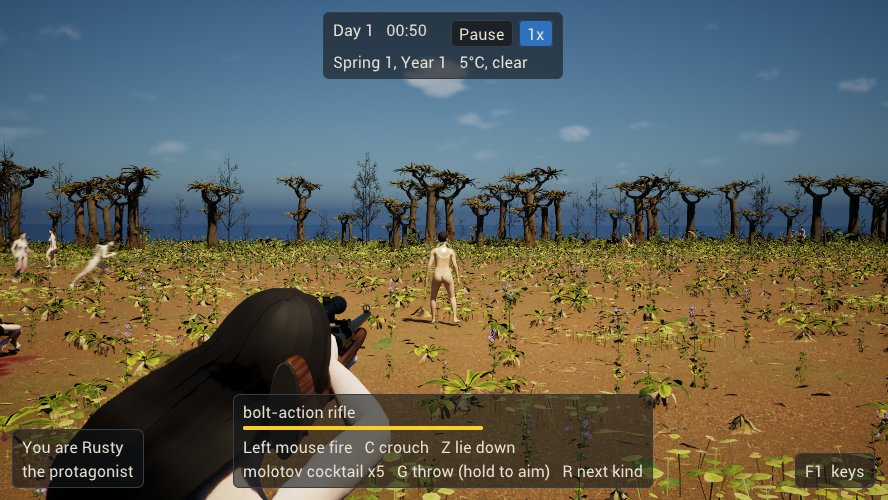 Day 1 00:50 Pause 1x
Spring 1, Year 1 5°C, clear
bolt-action rifle
Left mouse fire C crouch Z lie down
molotov cocktail x5 G throw (hold to aim) R next kind
You are Rusty
the protagonist
F1 keys